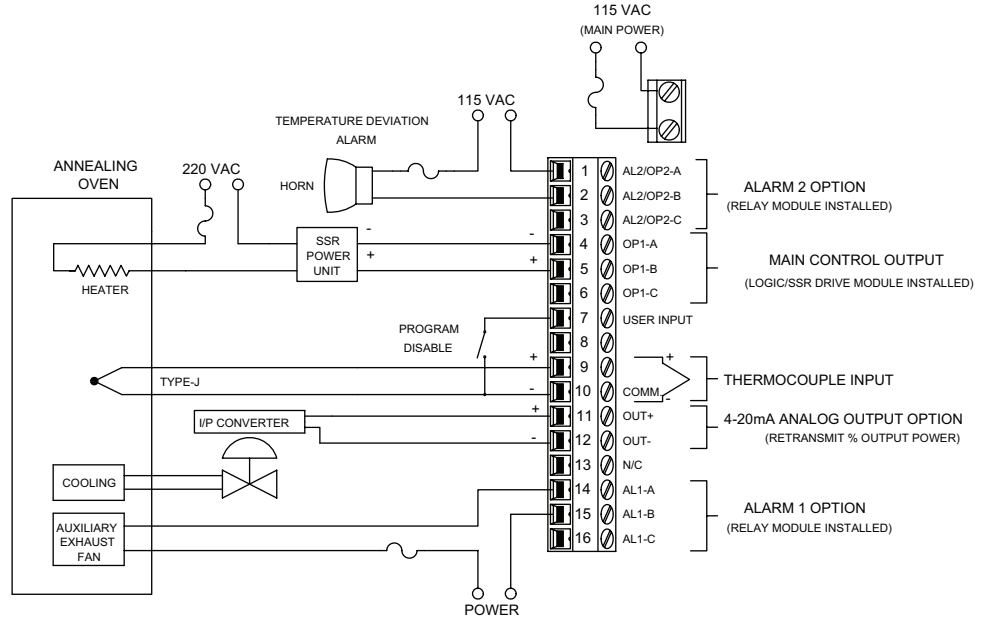 115 VAC
(MAIN POWER)
115 VAC
TEMPERATURE DEVIATION
ALARM
HORN
ANNEALING
OVEN
220 VAC
HEATER
SSR
POWER
UNIT
-
+
-
+
PROGRAM
DISABLE
TYPE-J
+
-
I/P CONVERTER
+
-
COOLING
AUXILIARY
EXHAUST
FAN
POWER
1 AL2/OP2-A
2 AL2/OP2-B
3 AL2/OP2-C
4 OP1-A
5 OP1-B
6 OP1-C
7 USER INPUT
8
9 +
10 COMM. -
11 OUT+
12 OUT-
13 N/C
14 AL1-A
15 AL1-B
16 AL1-C
ALARM 2 OPTION
(RELAY MODULE INSTALLED)
MAIN CONTROL OUTPUT
(LOGIC/SSR DRIVE MODULE INSTALLED)
THERMOCOUPLE INPUT
4-20mA ANALOG OUTPUT OPTION
(RETRANSMIT % OUTPUT POWER)
ALARM 1 OPTION
(RELAY MODULE INSTALLED)